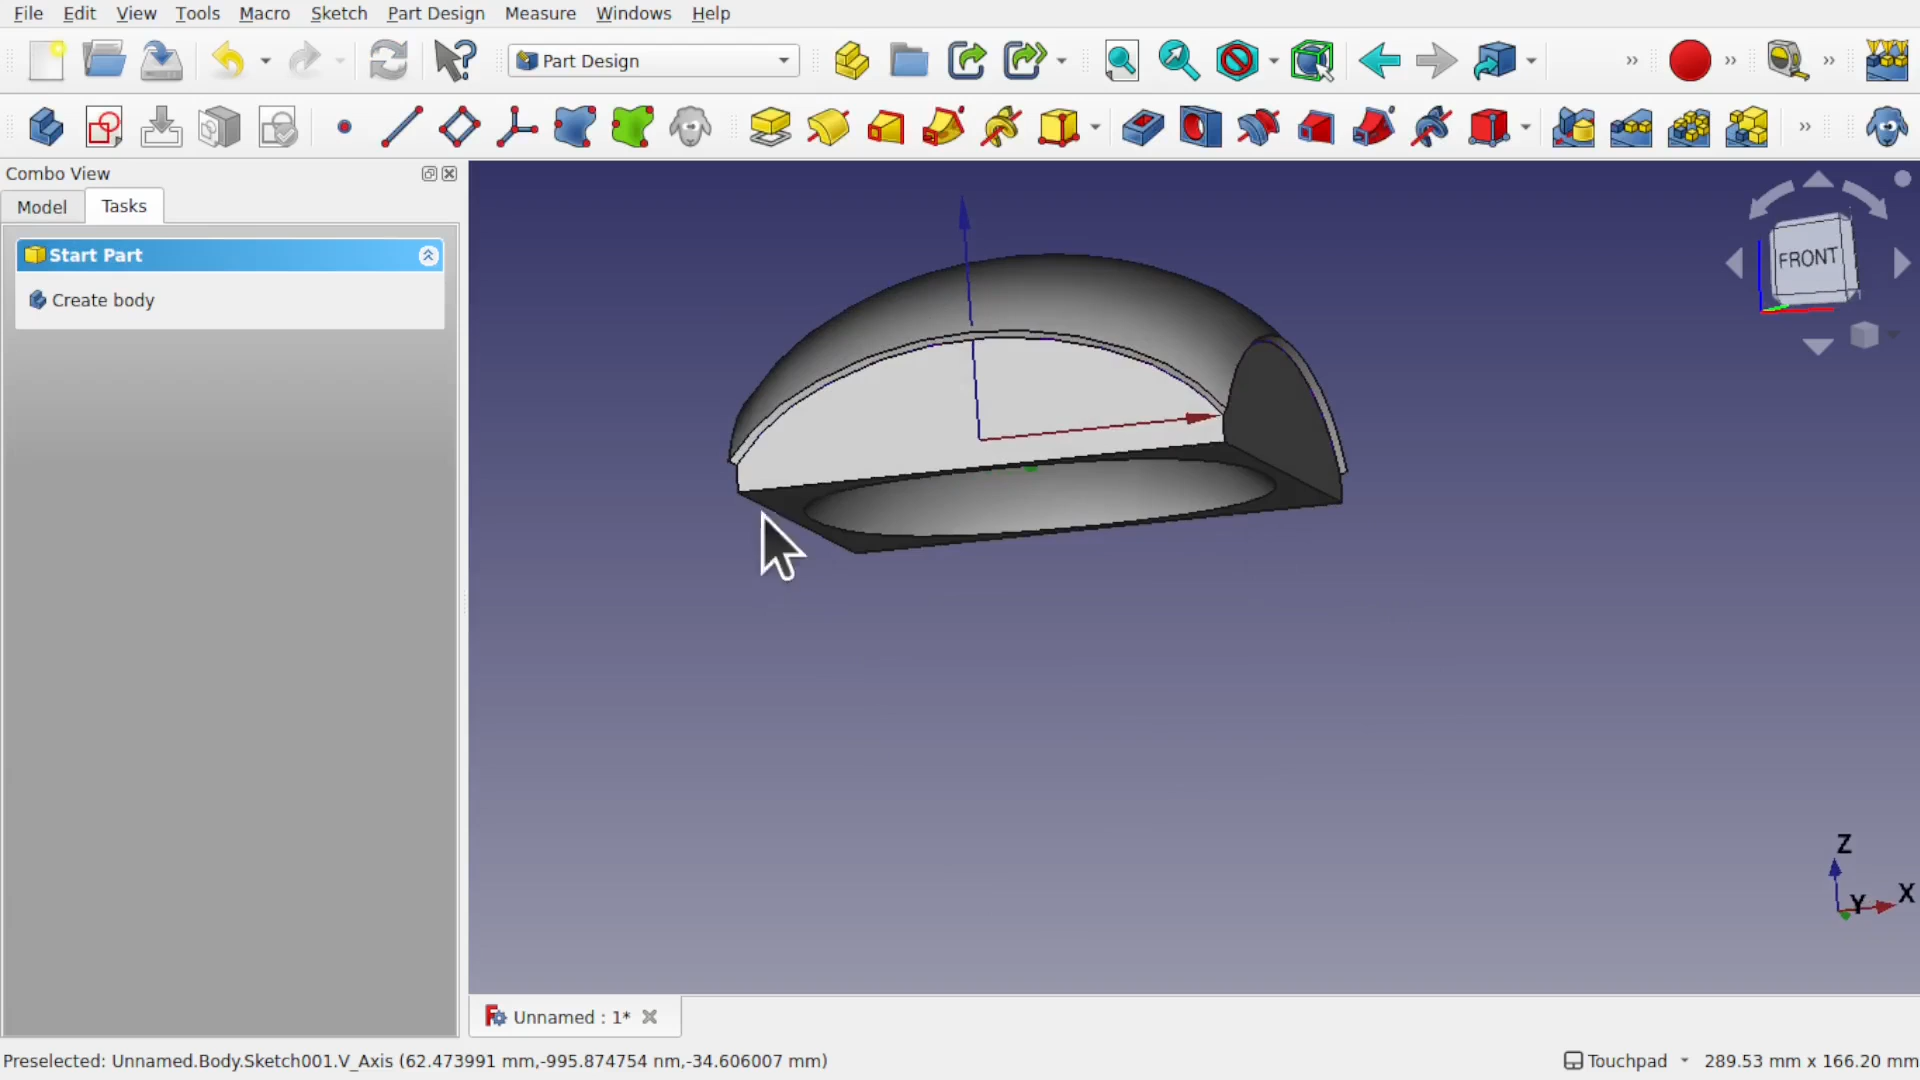 File Edit View Tools Macro Sketch Part Design Measure Windows Help
Part Design
Combo View
Model Tasks
Start Part
Create body
FRONT
Z
Y X
Unnamed : 1*
Preselected: Unnamed.Body.Sketch001.V_Axis (62.473991 mm,-995.874754 nm,-34.606007 mm) Touchpad 289.53 mm x 166.20 mm